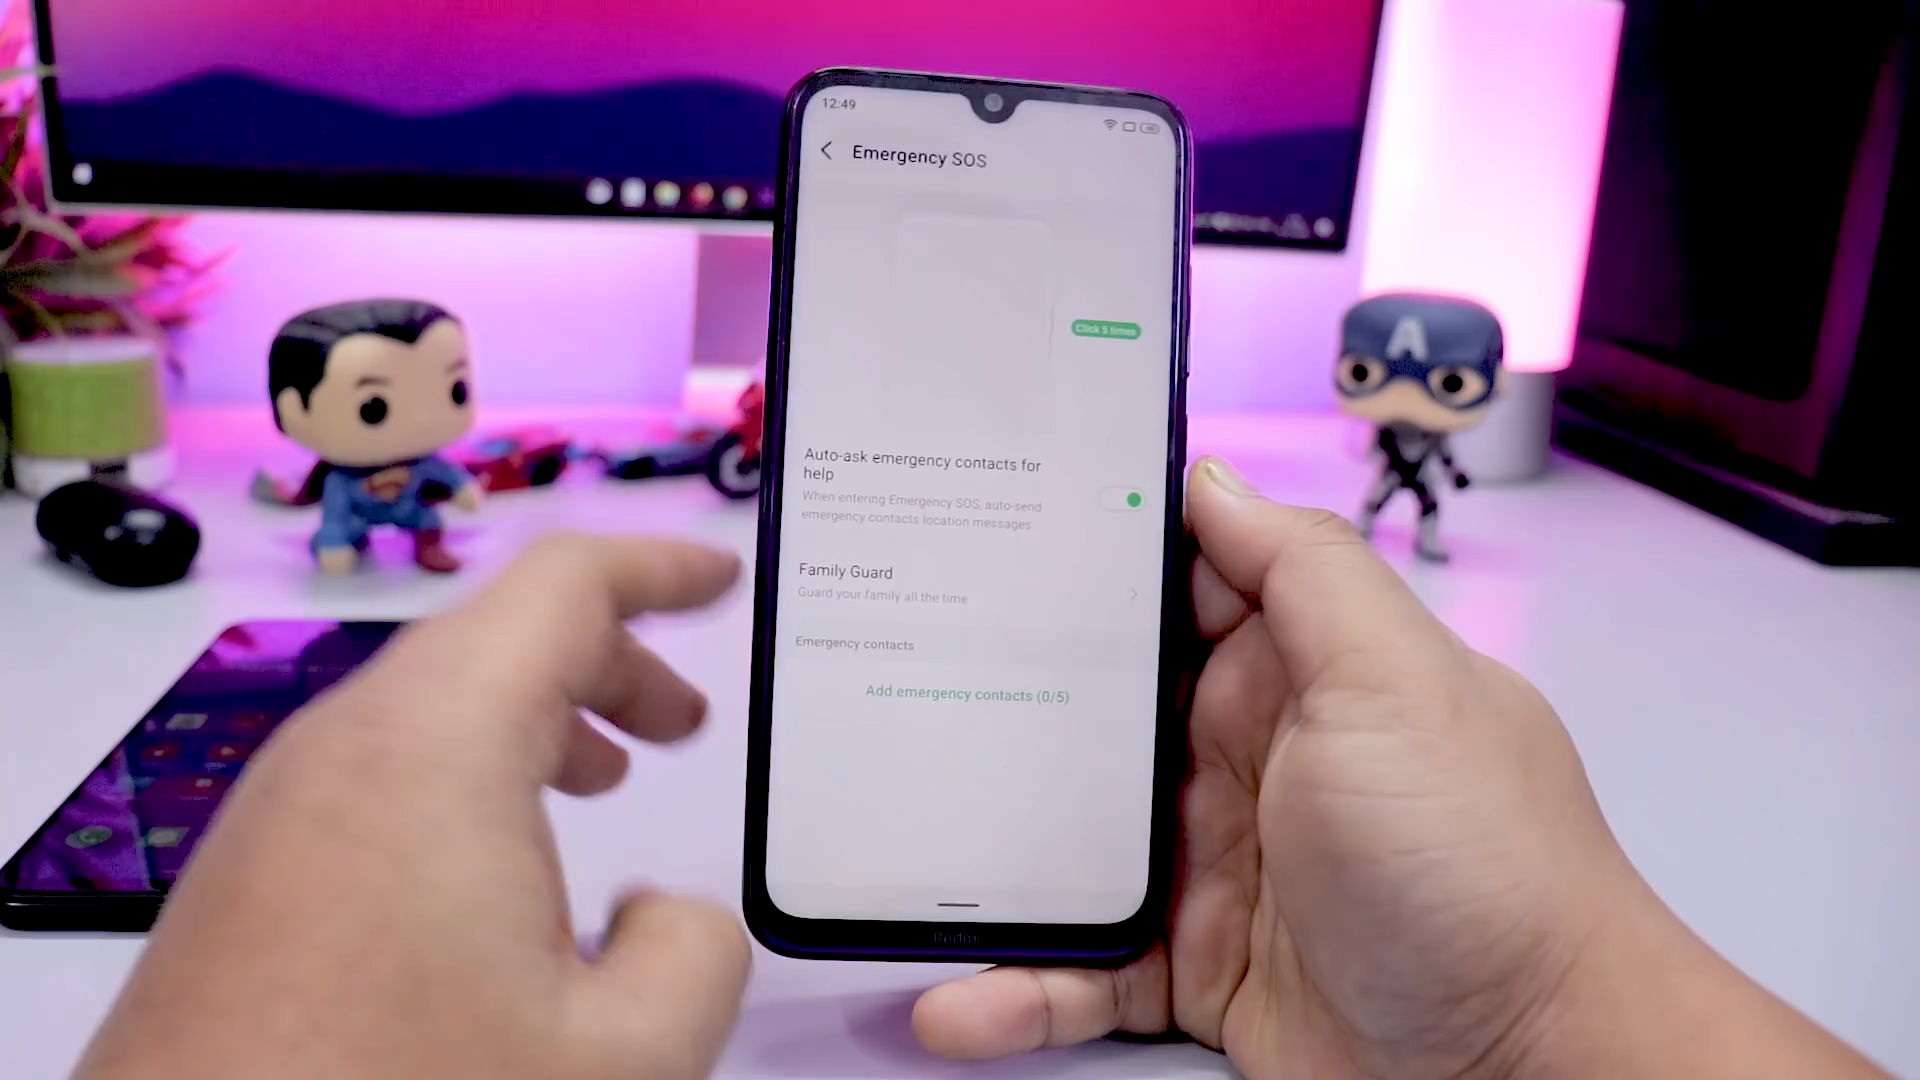 12:49
Emergency SOS
Click 5 times
Auto-ask emergency contacts for
help
When entering Emergency SOS, auto-send
emergency contacts location messages
Family Guard
Guard your family all the time
Emergency contacts
Add emergency contacts (0/5)
Redmi
A